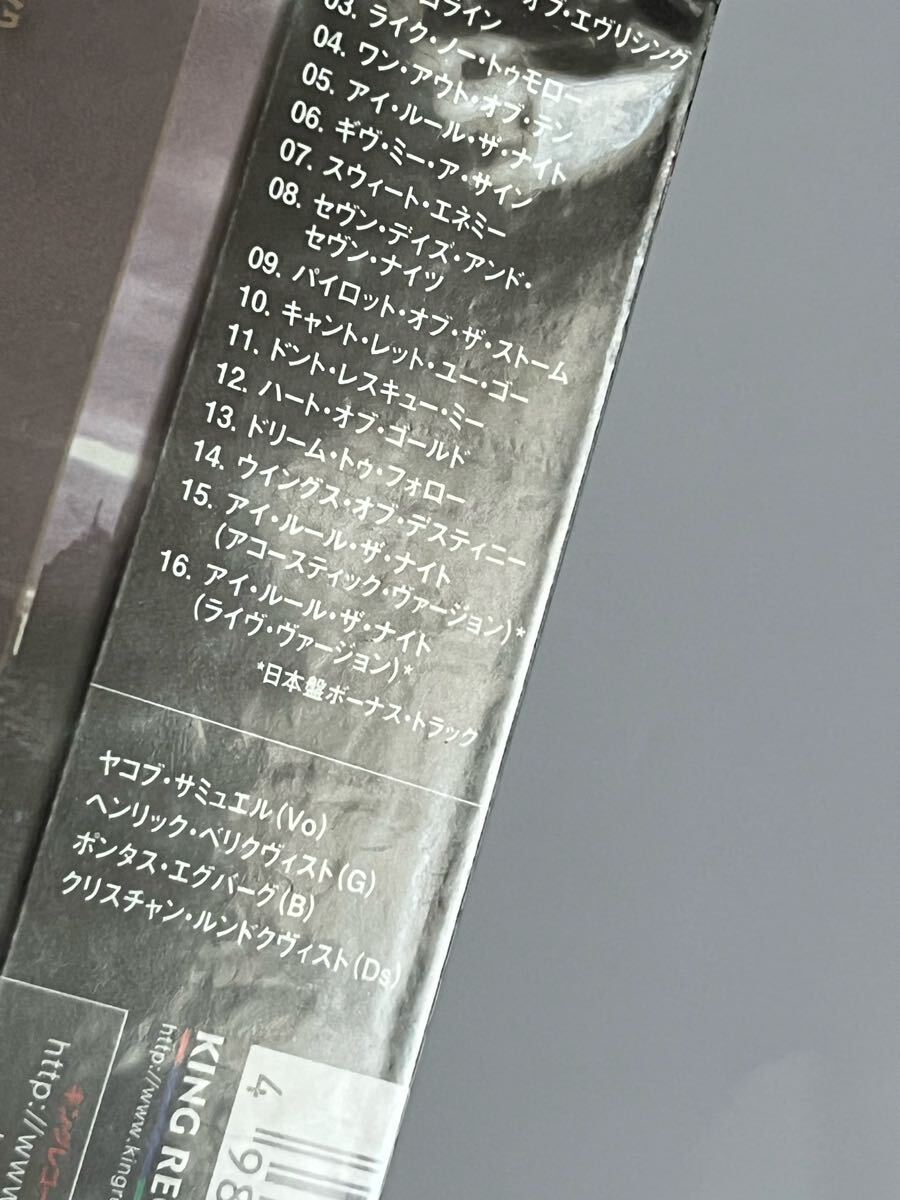 オブ・エヴリシング
コライン
03. ライク・ノー・トゥモロー
04. ワン・アウト・オブ・テン
05. アイ・ルール・ザ・ナイト
06. ギヴ・ミー・ア・サイン
07. スウィート・エネミー
08. セヴン・デイズ・アンド・
セヴン・ナイツ
09. パイロット・オブ・ザ・ストーム
10. キャント・レット・ユー・ゴー
11. ドント・レスキュー・ミー
12. ハート・オブ・ゴールド
13. ドリーム・トゥ・フォロー
14. ウイングス・オブ・デスティニー
15. アイ・ルール・ザ・ナイト
(アコースティック・ヴァージョン)*
16. アイ・ルール・ザ・ナイト
(ライヴ・ヴァージョン)*
*日本盤ボーナス・トラック
ヤコブ・サミュエル(Vo)
ヘンリック・ベリクヴィスト(G)
ポンタス・エグバーグ(B)
クリスチャン・ルンドクヴィスト(Ds)
KING RE
http://www.kingre
http://www
4 98